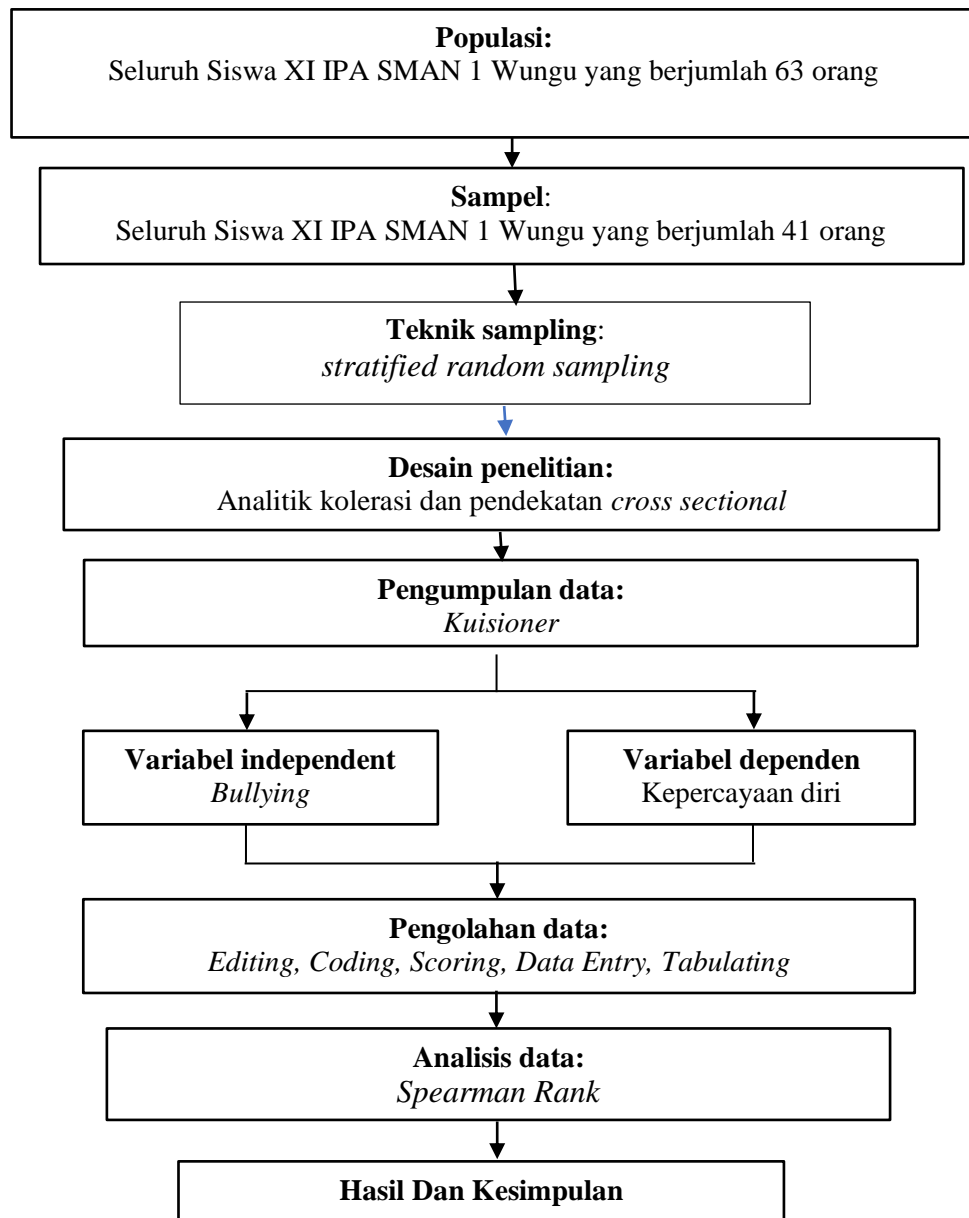 Populasi:
Seluruh Siswa XI IPA SMAN 1 Wungu yang berjumlah 63 orang
Sampel:
Seluruh Siswa XI IPA SMAN 1 Wungu yang berjumlah 41 orang
Teknik sampling:
stratified random sampling
Desain penelitian:
Analitik kolerasi dan pendekatan cross sectional
Pengumpulan data:
Kuisioner
Variabel independent
Bullying
Variabel dependen
Kepercayaan diri
Pengolahan data:
Editing, Coding, Scoring, Data Entry, Tabulating
Analisis data:
Spearman Rank
Hasil Dan Kesimpulan